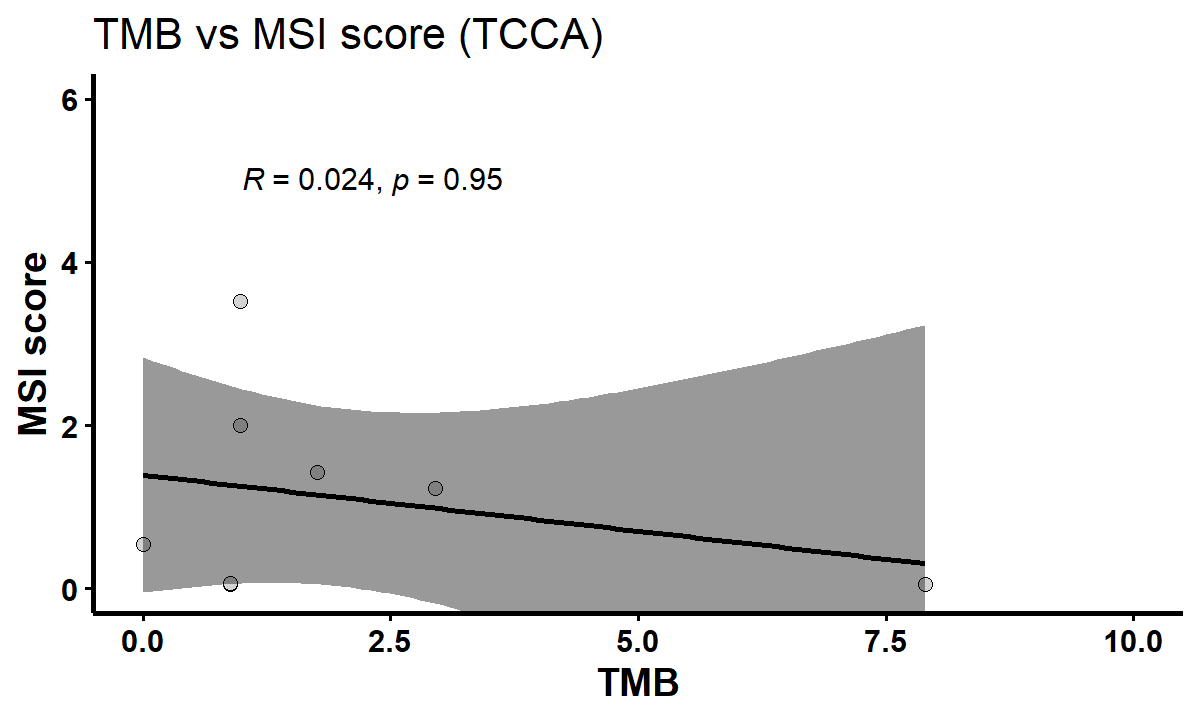 TMB vs MSI score (TCCA)
6
R = 0.024, p = 0.95
4
MSI score
2
0
0.0 2.5 5.0 7.5 10.0
TMB